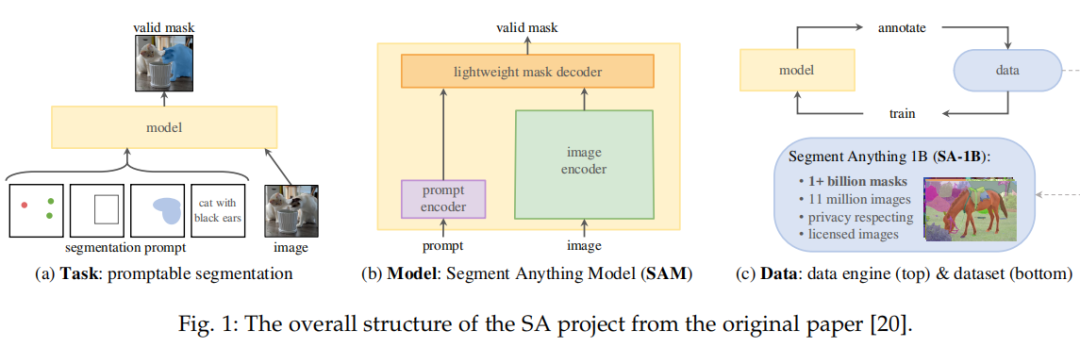 valid mask
model
cat with
black ears
segmentation prompt
image
(a) Task: promptable segmentation
valid mask
lightweight mask decoder
image
encoder
prompt
encoder
prompt
image
(b) Model: Segment Anything Model (SAM)
annotate
model
data
train
Segment Anything 1B (SA-1B):
• 1+ billion masks
• 11 million images
• privacy respecting
• licensed images
(c) Data: data engine (top) & dataset (bottom)
Fig. 1: The overall structure of the SA project from the original paper [20].